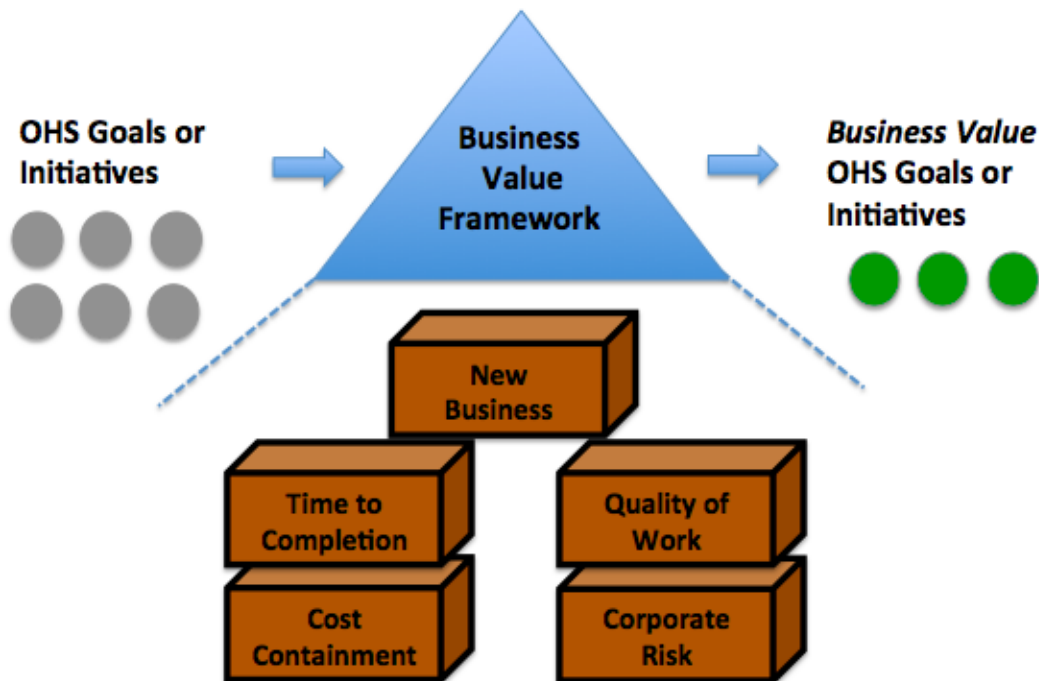 OHS Goals or
Initiatives
Business
Value
Framework
Business Value
OHS Goals or
Initiatives
New
Business
Time to
Completion
Quality of
Work
Cost
Containment
Corporate
Risk